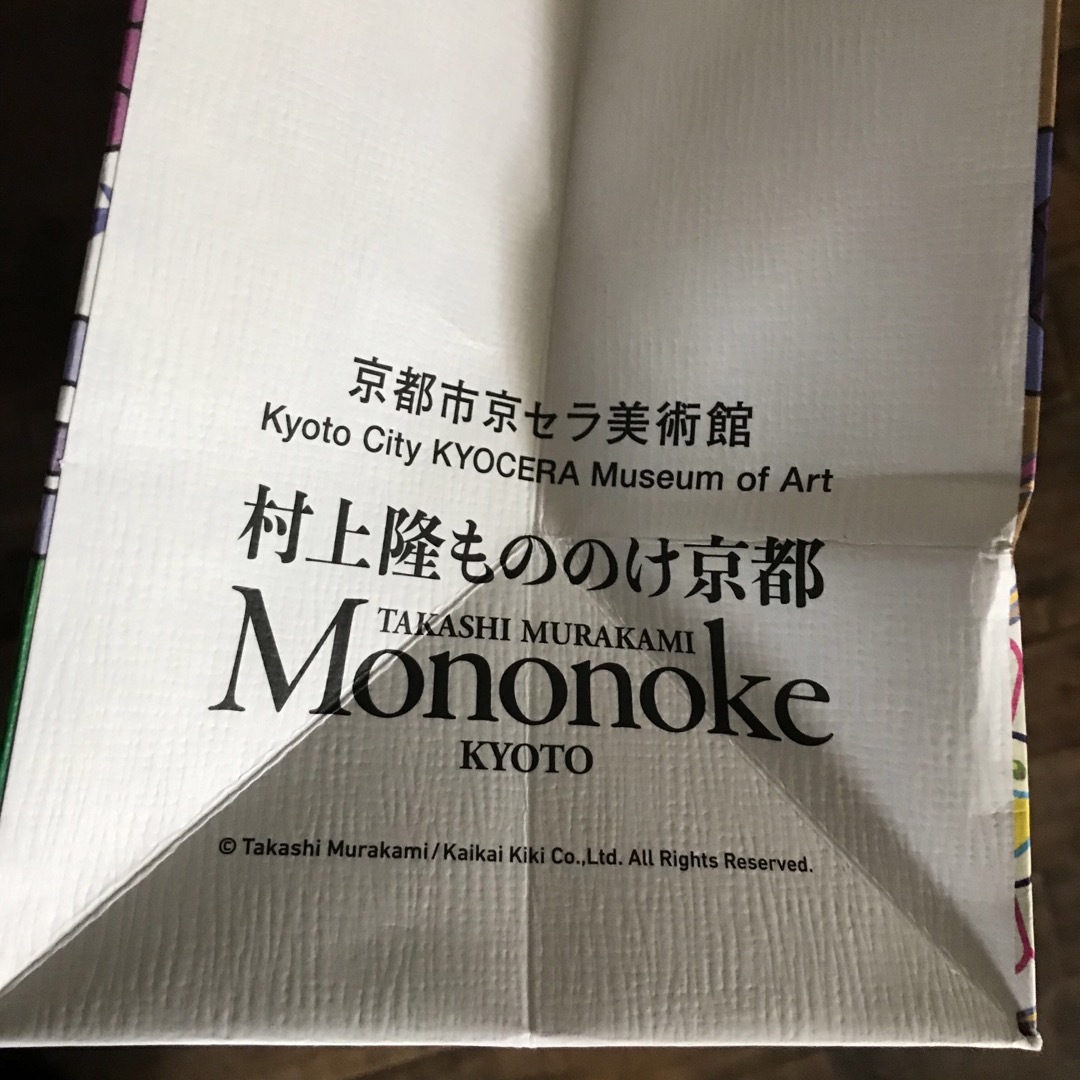 京都市京セラ美術館
Kyoto City KYOCERA Museum of Art
村上隆もののけ京都
TAKASHI MURAKAMI
Mononoke
KYOTO
© Takashi Murakami/Kaikai Kiki Co.,Ltd. All Rights Reserved.